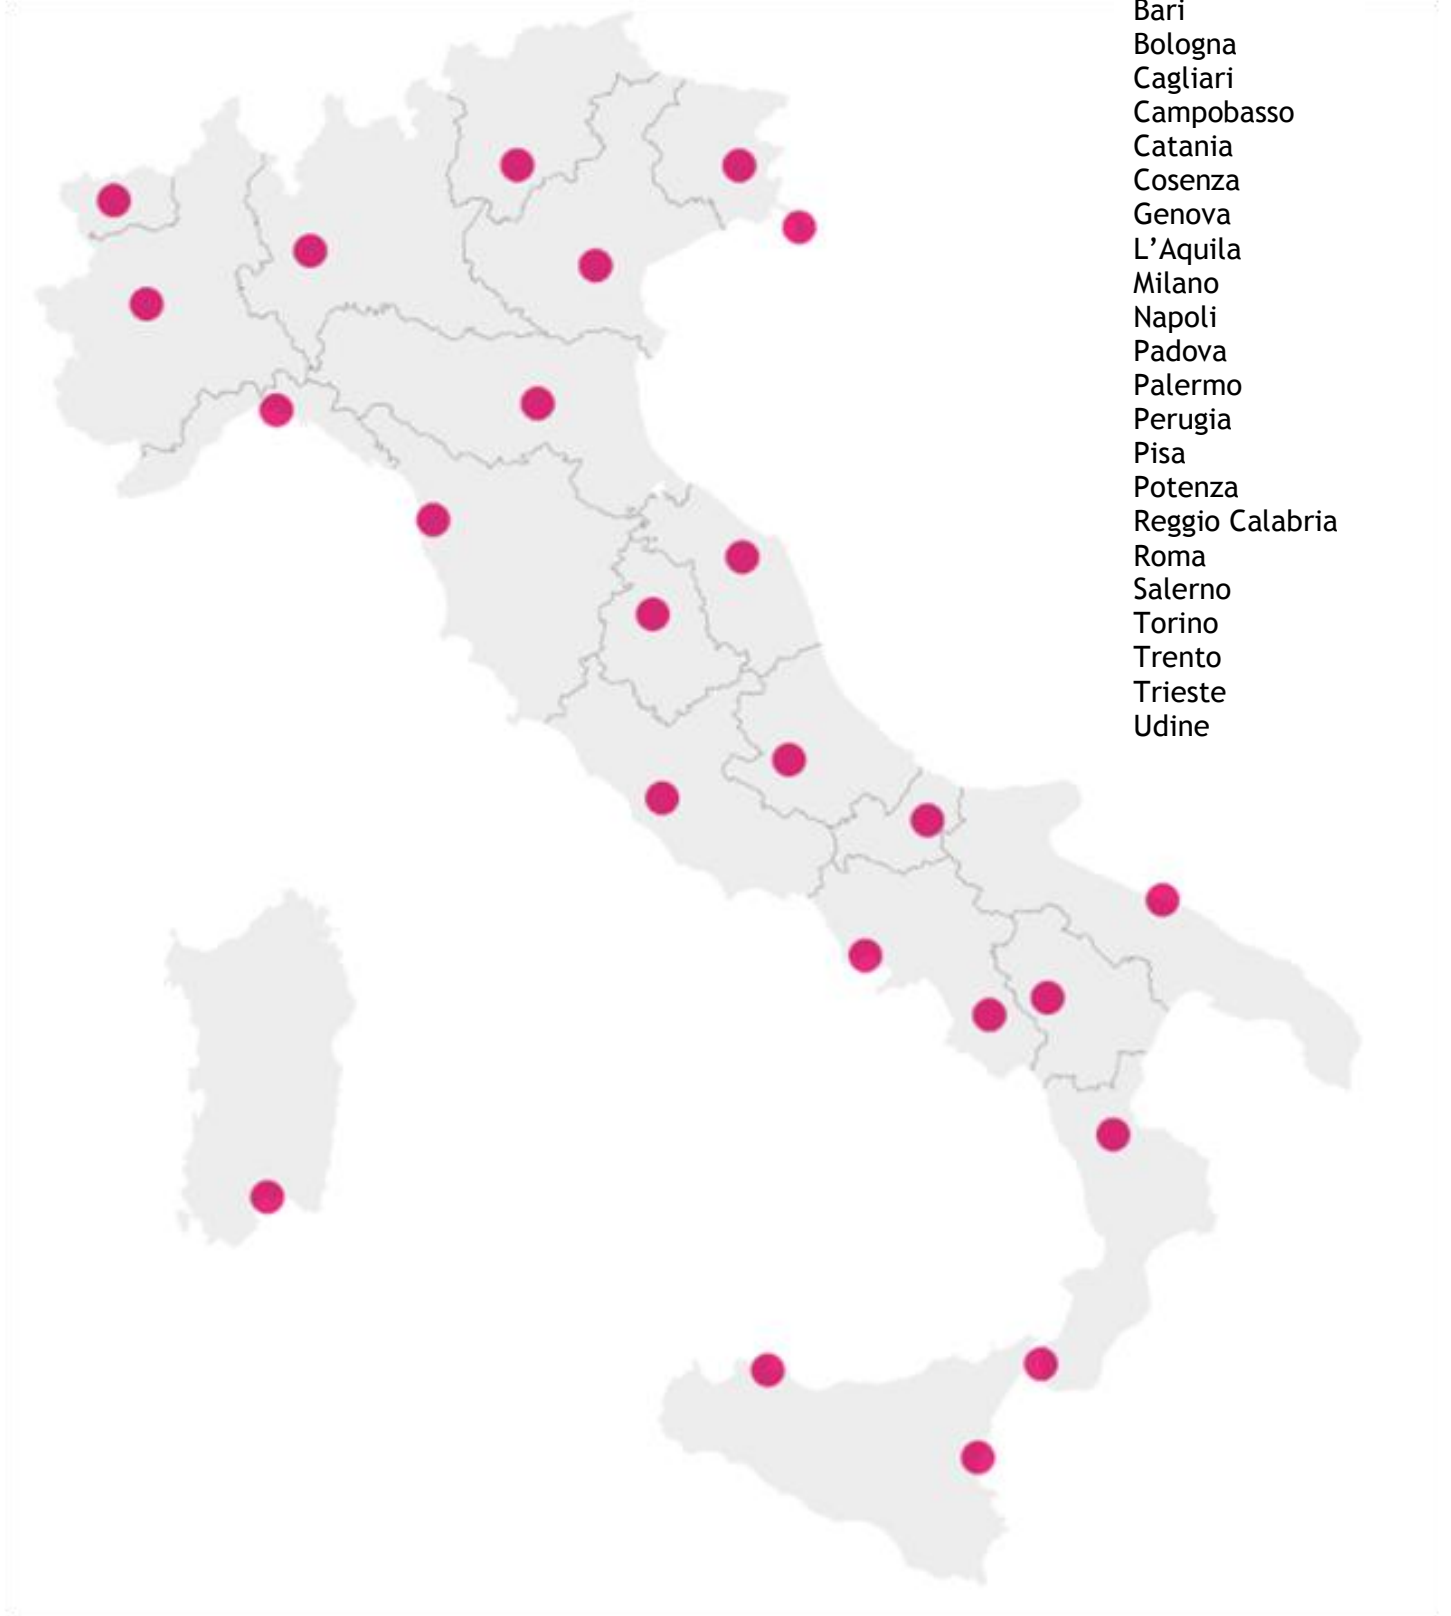 Bari
Bologna
Cagliari
Campobasso
Catania
Cosenza
Genova
L’Aquila
Milano
Napoli
Padova
Palermo
Perugia
Pisa
Potenza
Reggio Calabria
Roma
Salerno
Torino
Trento
Trieste
Udine